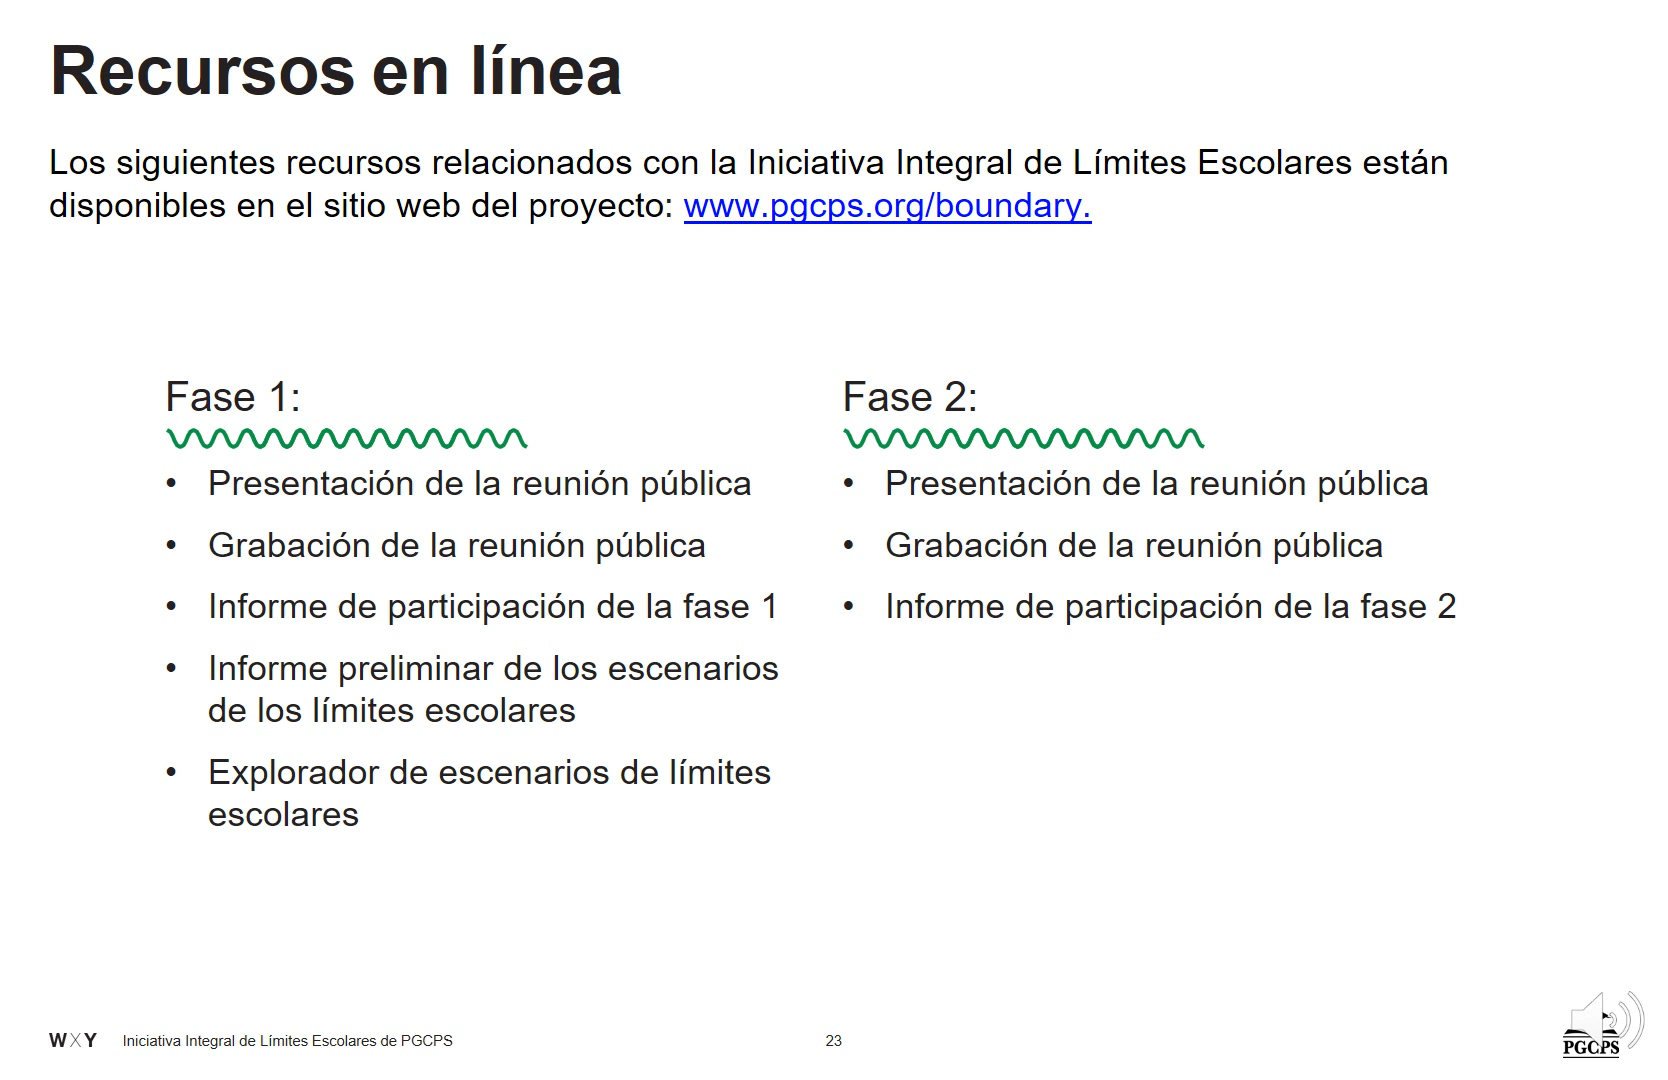 Recursos en línea
Los siguientes recursos relacionados con la Iniciativa Integral de Límites Escolares están
disponibles en el sitio web del proyecto: www.pgcps.org/boundary.
Fase 1:
• Presentación de la reunión pública
• Grabación de la reunión pública
• Informe de participación de la fase 1
• Informe preliminar de los escenarios
de los límites escolares
• Explorador de escenarios de límites
escolares
Fase 2:
• Presentación de la reunión pública
• Grabación de la reunión pública
• Informe de participación de la fase 2
WXY Iniciativa Integral de Límites Escolares de PGCPS
23
PGCPS